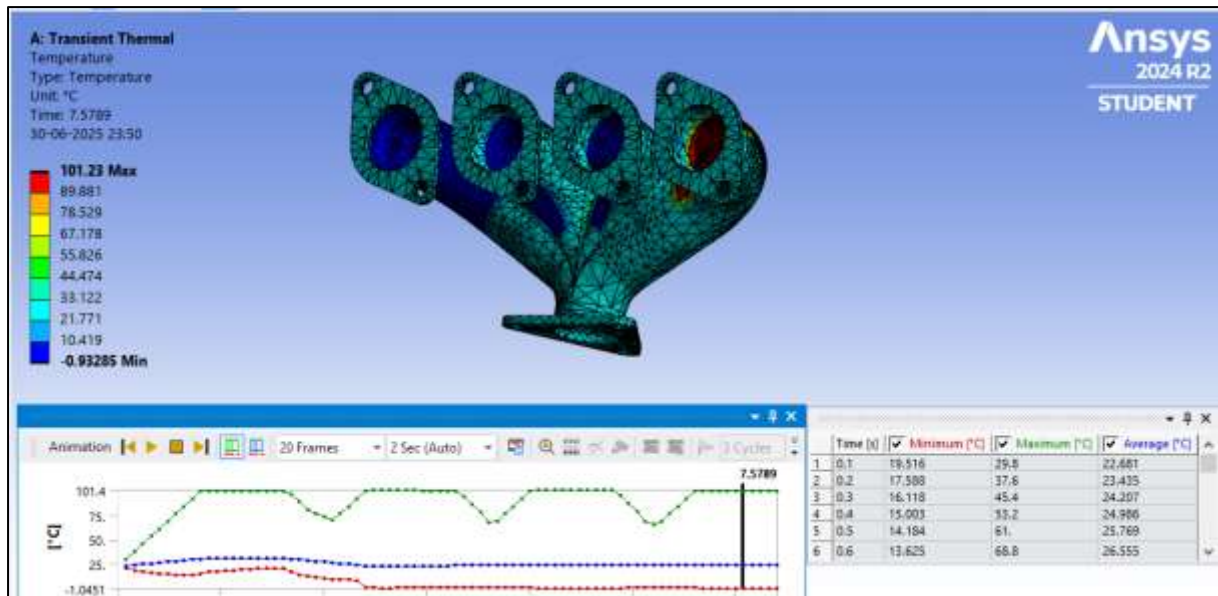 A: Transient Thermal
Temperature
Type: Temperature
Unit: °C
Time: 7.5789
30-06-2025 23:50
101.23 Max
89.881
78.529
67.178
55.826
44.474
33.122
21.771
10.419
-0.93285 Min
Ansys
2024 R2
STUDENT
Animation 20 Frames 2 Sec (Auto) 3 Cycles
7.5789
101.4
75.
50.
25.
-1.0451
[°C]
Time [s] Minimum [°C] Maximum [°C] Average [°C]
1 0.1 19.516 29.8 22.681
2 0.2 17.588 37.6 23.435
3 0.3 16.118 45.4 24.207
4 0.4 15.003 53.2 24.986
5 0.5 14.184 61. 25.769
6 0.6 13.625 68.8 26.555